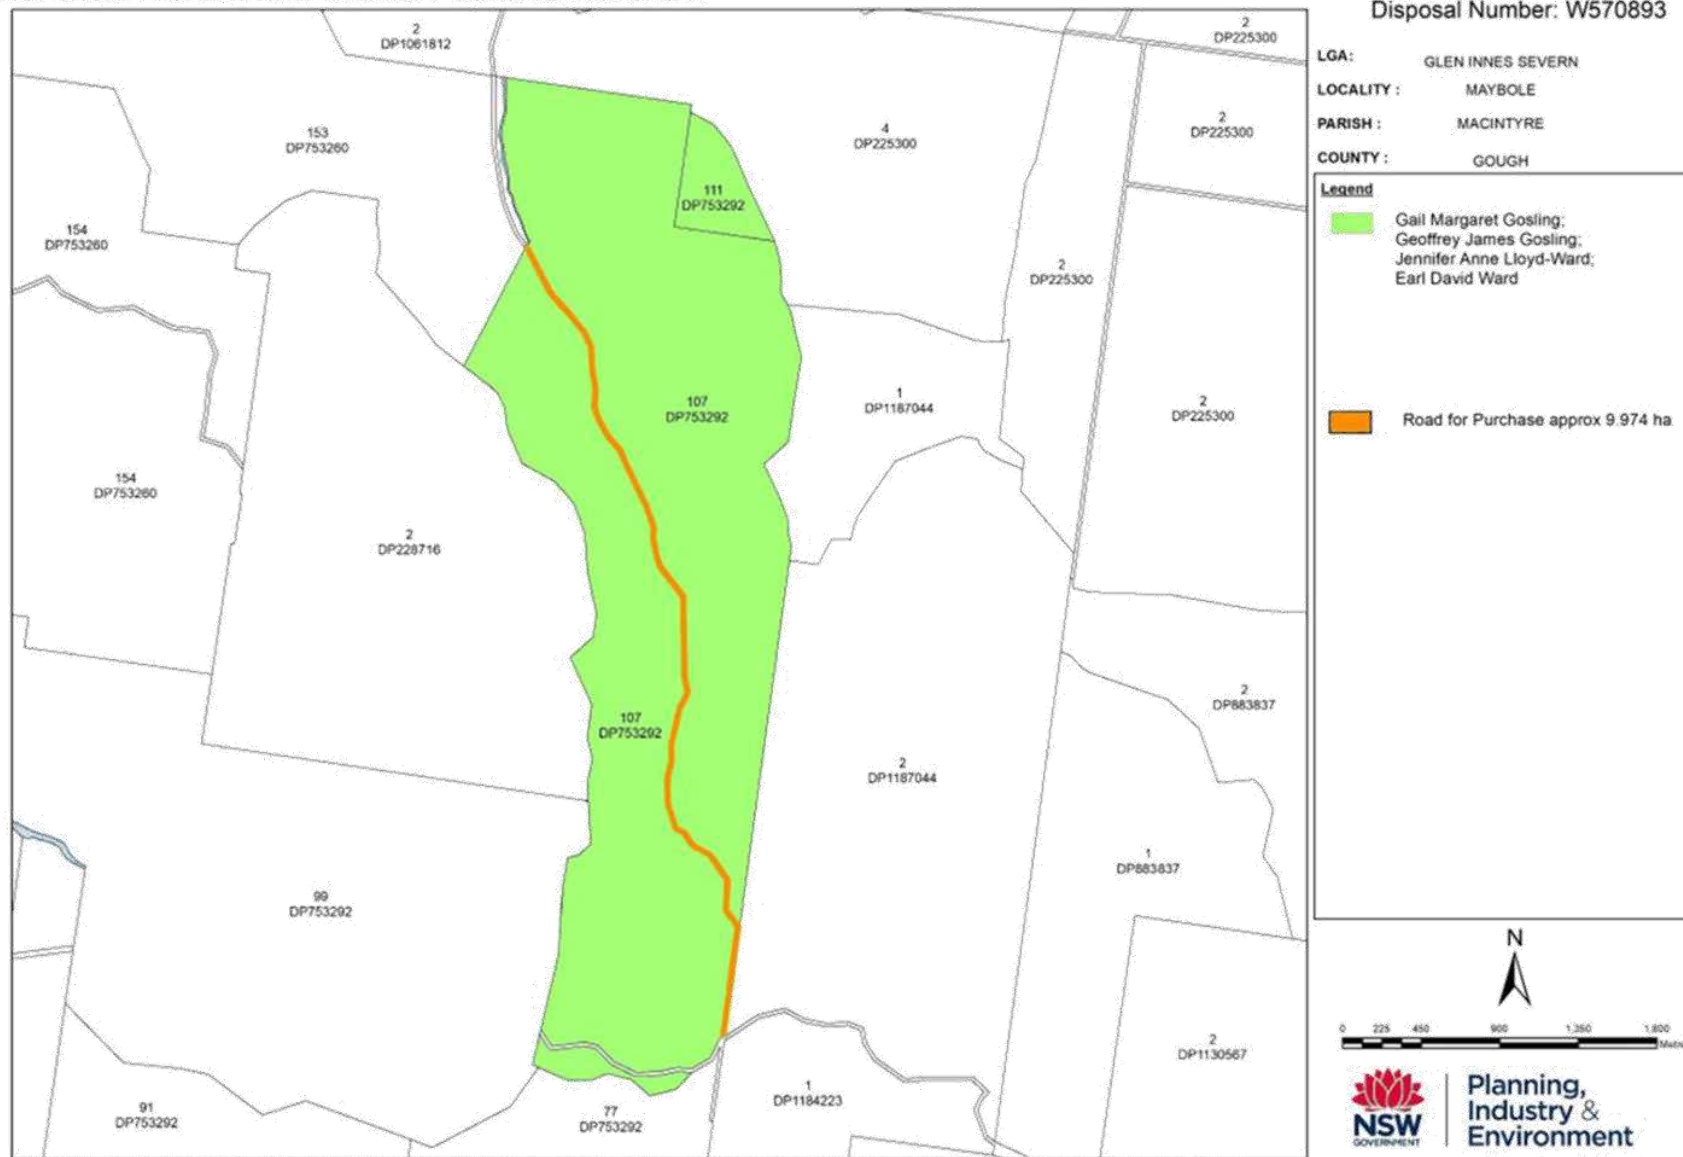 Disposal Number: W570893
LGA: GLEN INNES SEVERN
LOCALITY : MAYBOLE
PARISH : MACINTYRE
COUNTY : GOUGH
Legend
Gail Margaret Gosling;
Geoffrey James Gosling;
Jennifer Anne Lloyd-Ward;
Earl David Ward
Road for Purchase approx 9.974 ha
2
DP1061812
2
DP225300
153
DP753260
4
DP225300
2
DP225300
111
DP753292
154
DP753260
2
DP225300
107
DP753292
1
DP1187044
2
DP225300
154
DP753260
2
DP228716
2
DP883837
107
DP753292
2
DP1187044
1
DP883837
99
DP753292
2
DP1130567
1
DP1184223
91
DP753292
77
DP753292
N
0 225 450 900 1,350 1,800
NSW
GOVERNMENT
Planning,
Industry &
Environment